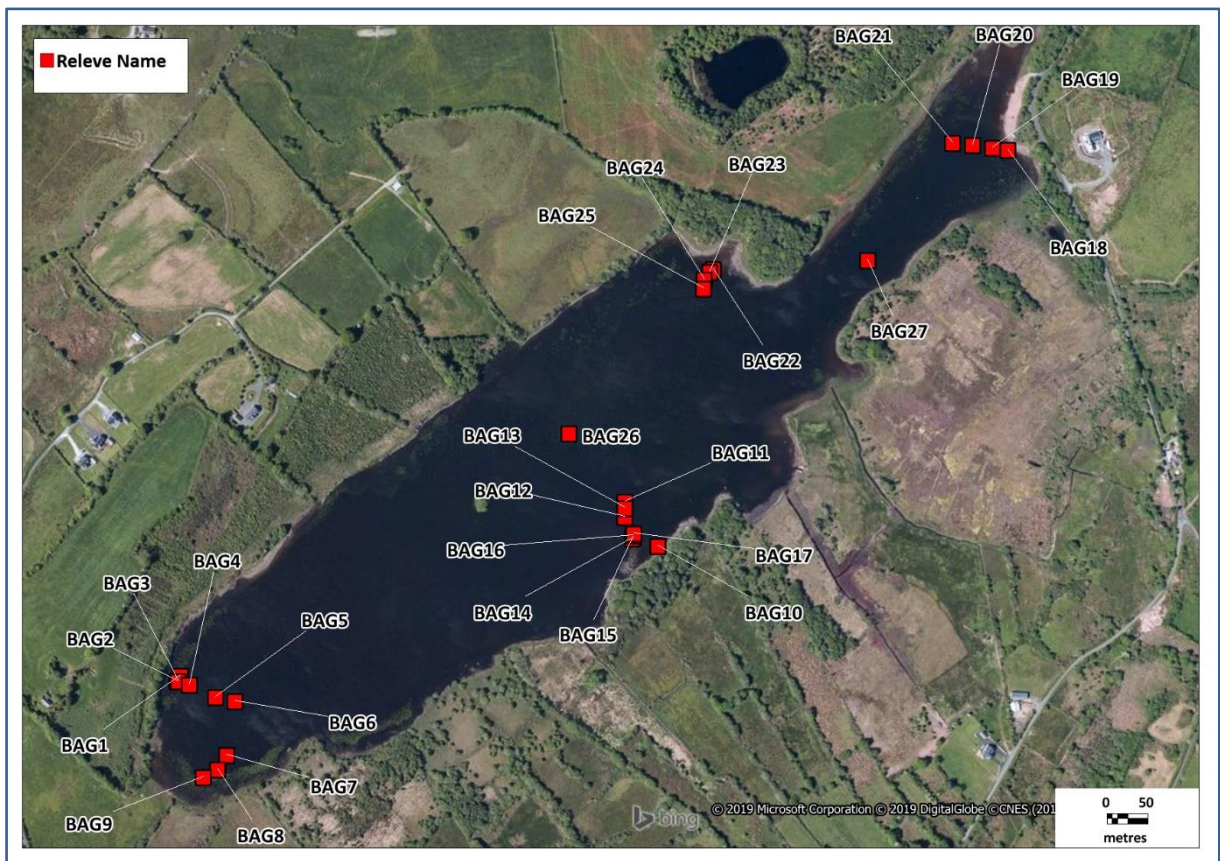 Releve Name
BAG21
BAG20
BAG19
BAG24
BAG23
BAG25
BAG18
BAG27
BAG22
BAG13
BAG26
BAG11
BAG12
BAG16
BAG17
BAG3
BAG4
BAG14
BAG10
BAG2
BAG5
BAG15
BAG1
BAG6
BAG7
BAG9
BAG8
bing
© 2019 Microsoft Corporation © 2019 DigitalGlobe ©CNES (201
0 50
metres